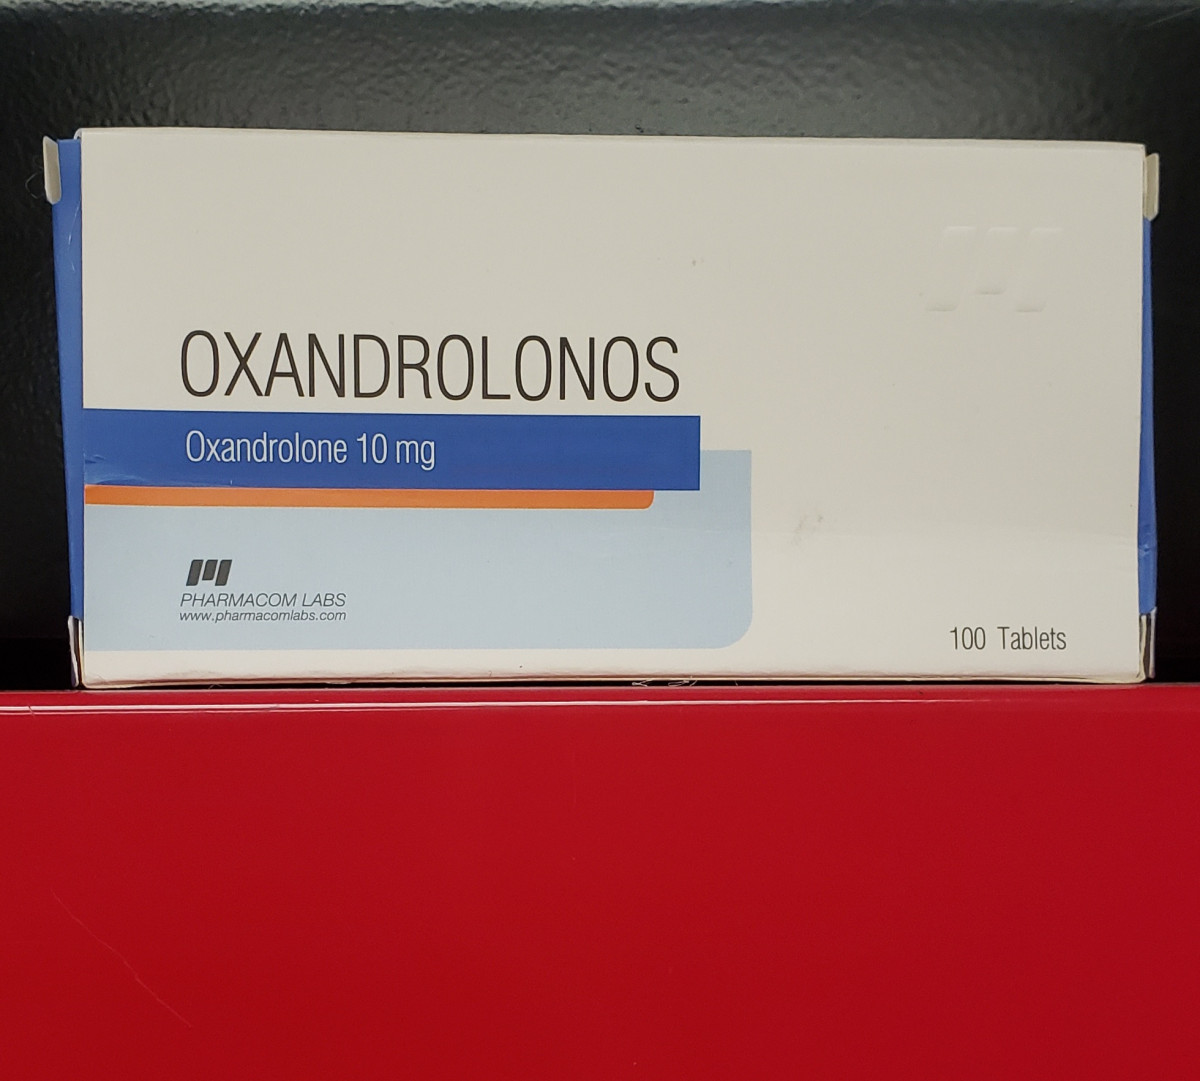 OXANDROLONOS
Oxandrolone 10 mg
PHARMACOM LABS
www.pharmacomlabs.com
100 Tablets